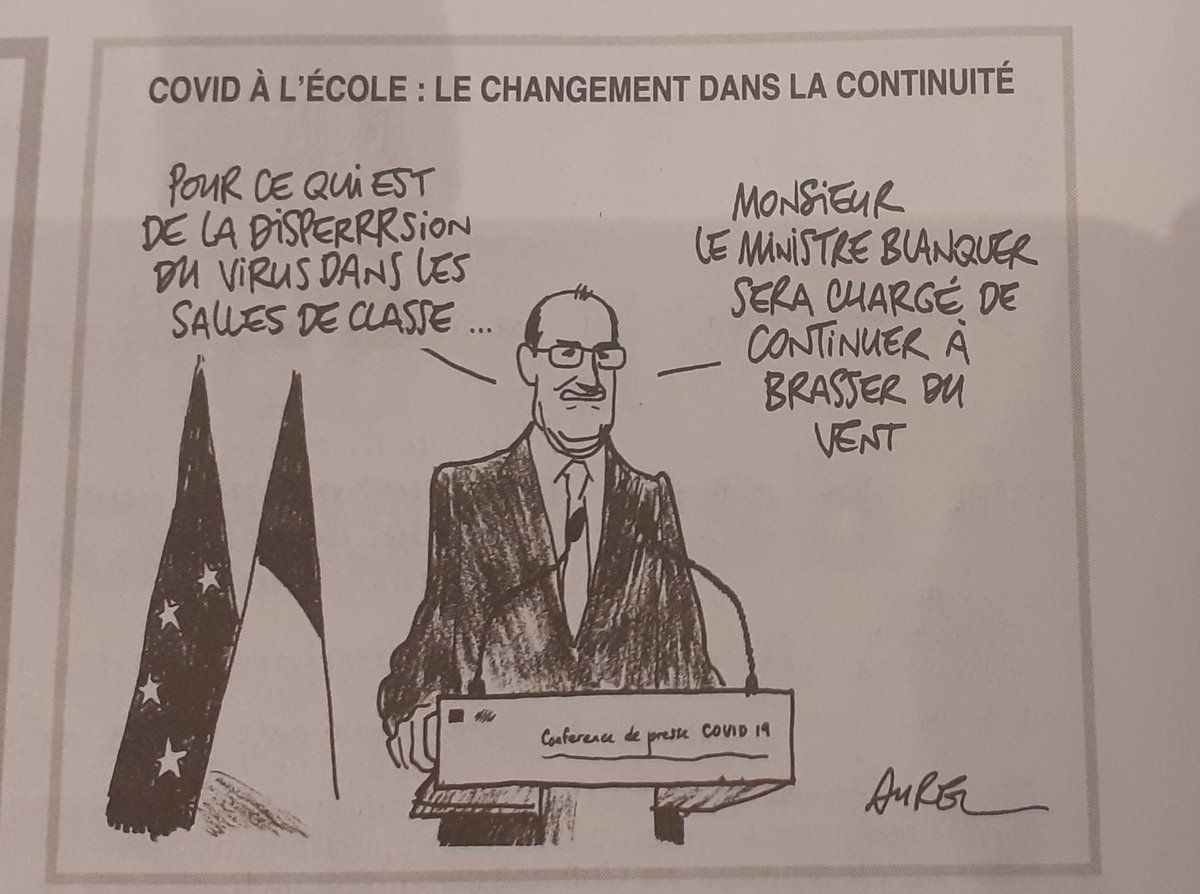 COVID À L'ÉCOLE : LE CHANGEMENT DANS LA CONTINUITÉ
POUR CE QUI EST
DE LA DISPERRRSION
DU VIRUS DANS LES
SALLES DE CLASSE ...
MONSIEUR
LE MINISTRE BLANQUER
SERA CHARGÉ DE
CONTINUER À
BRASSER DU
VENT
Conference de presse COVID 19
AUREL